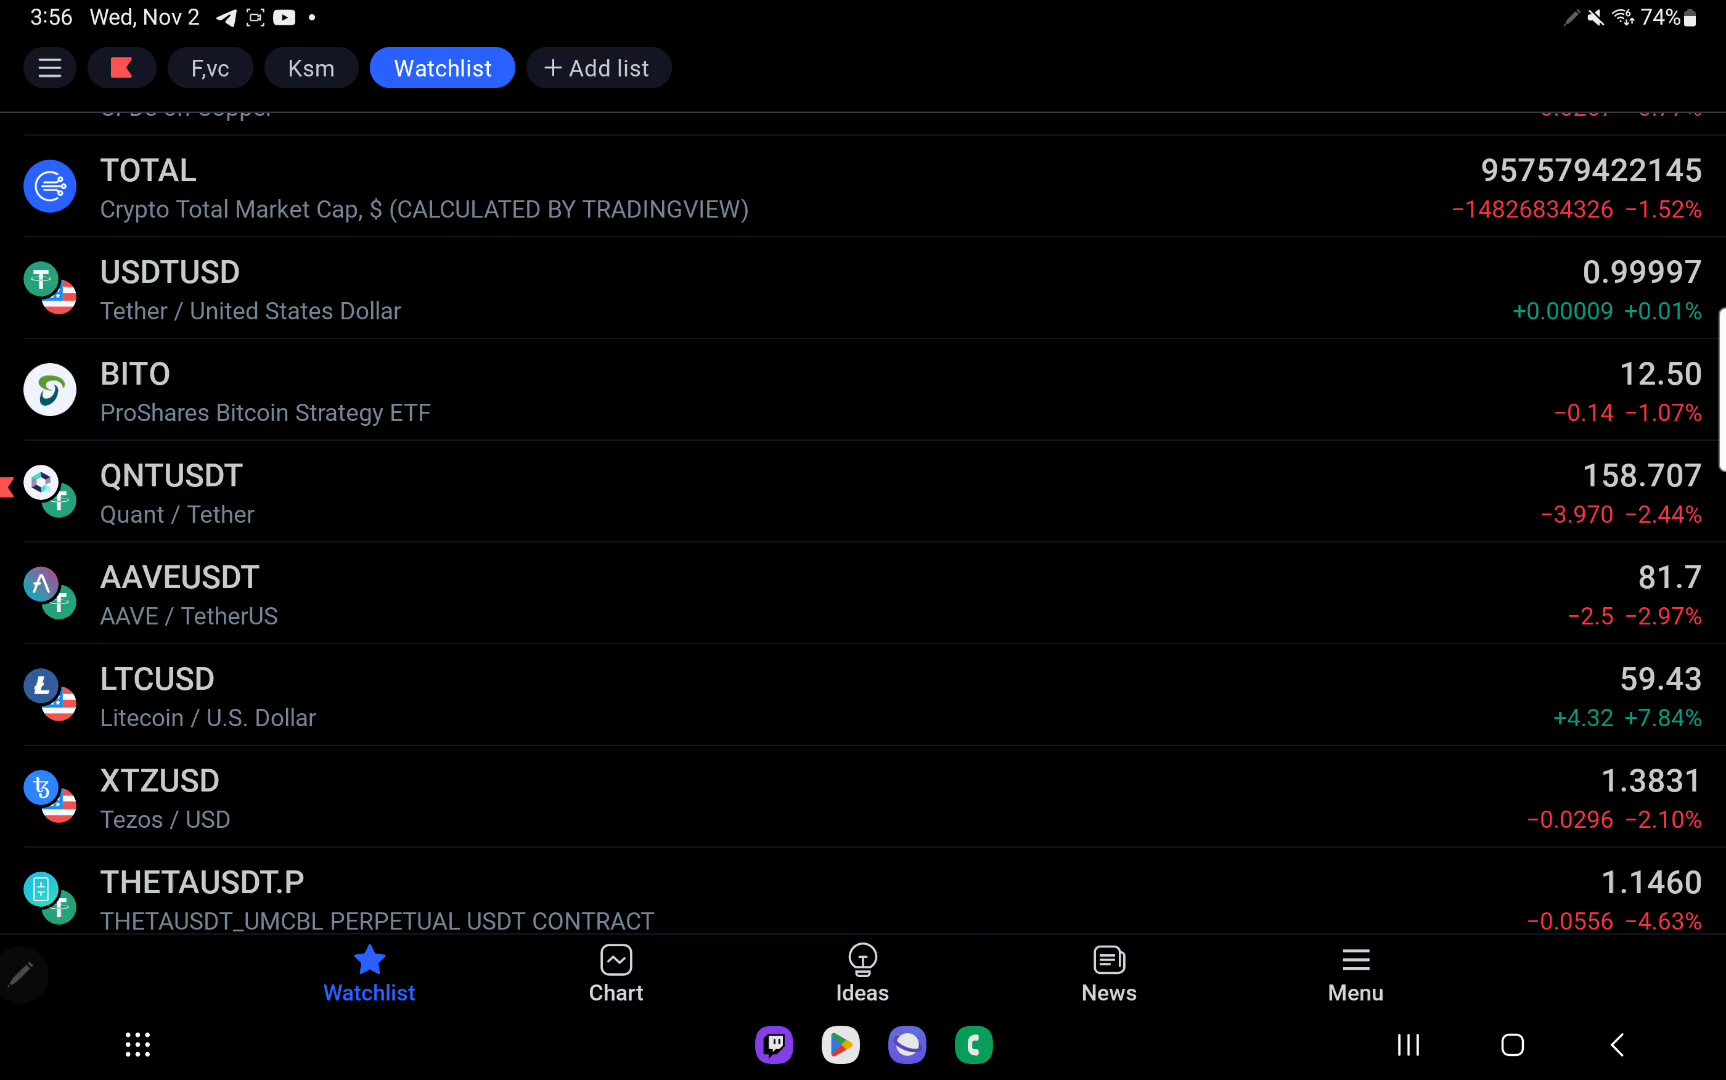 3:56 Wed, Nov 2 74%
F,vc Ksm Watchlist + Add list
TOTAL 957579422145
Crypto Total Market Cap, $ (CALCULATED BY TRADINGVIEW) −14826834326 −1.52%
USDTUSD 0.99997
Tether / United States Dollar +0.00009 +0.01%
BITO 12.50
ProShares Bitcoin Strategy ETF −0.14 −1.07%
QNTUSDT 158.707
Quant / Tether −3.970 −2.44%
AAVEUSDT 81.7
AAVE / TetherUS −2.5 −2.97%
LTCUSD 59.43
Litecoin / U.S. Dollar +4.32 +7.84%
XTZUSD 1.3831
Tezos / USD −0.0296 −2.10%
THETAUSDT.P 1.1460
THETAUSDT_UMCBL PERPETUAL USDT CONTRACT −0.0556 −4.63%
Watchlist Chart Ideas News Menu